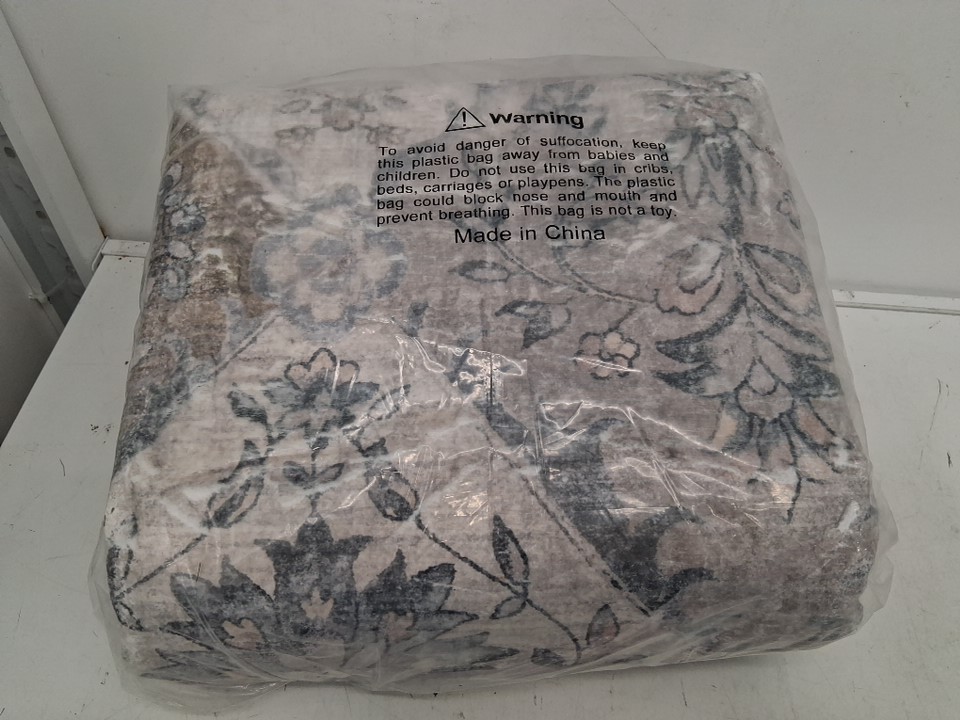 Warning
To avoid danger of suffocation, keep
this plastic bag away from babies and
children. Do not use this bag in cribs,
beds, carriages or playpens. The plastic
bag could block nose and mouth and
prevent breathing. This bag is not a toy.
Made in China